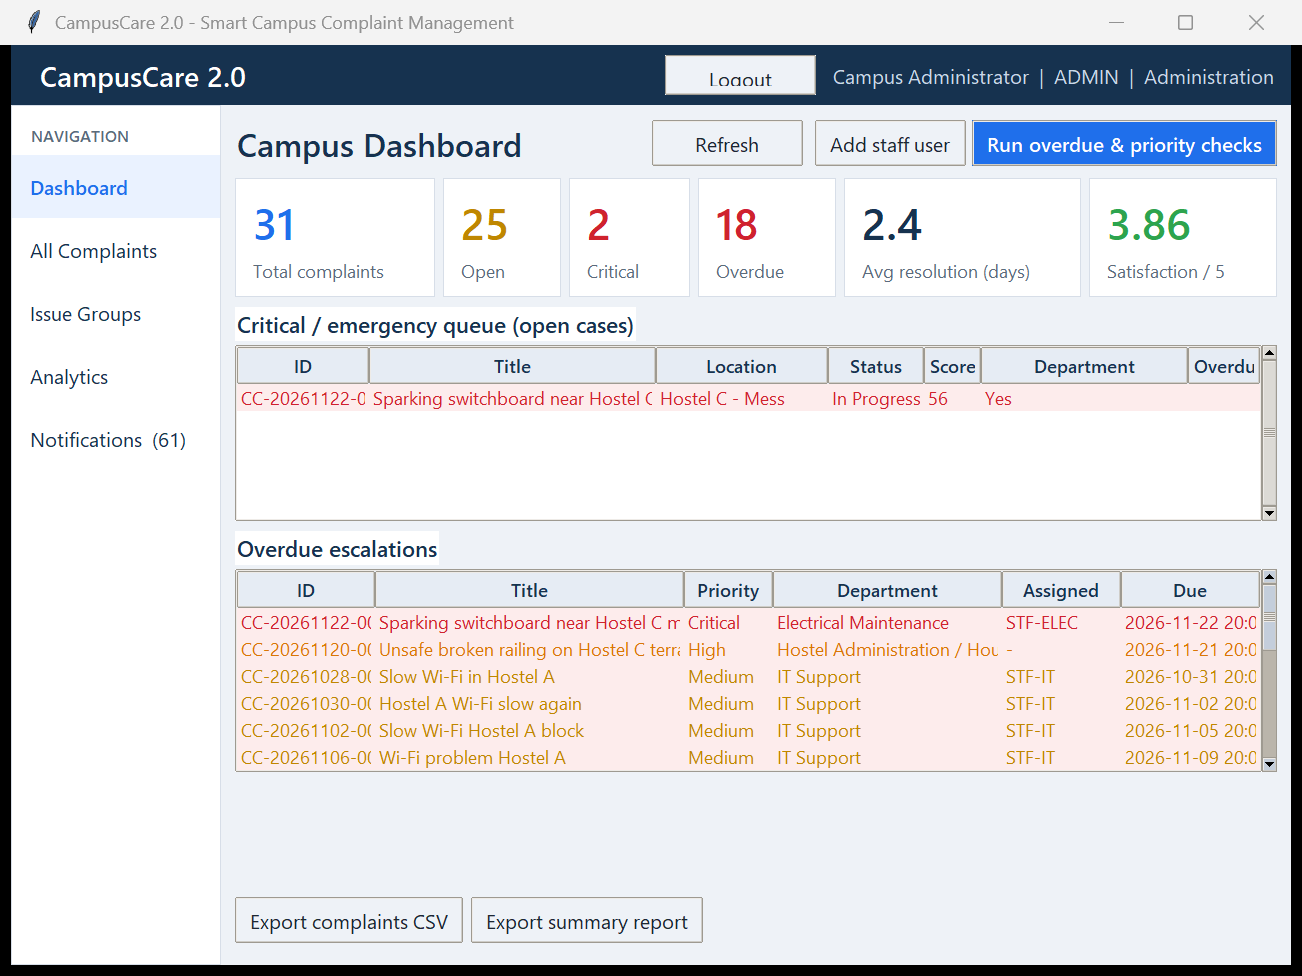 CampusCare 2.0 - Smart Campus Complaint Management
CampusCare 2.0
Logout
Campus Administrator | ADMIN | Administration
NAVIGATION
Dashboard
All Complaints
Issue Groups
Analytics
Notifications (61)
Campus Dashboard
Refresh
Add staff user
Run overdue & priority checks
31
Total complaints
25
Open
2
Critical
18
Overdue
2.4
Avg resolution (days)
3.86
Satisfaction / 5
Critical / emergency queue (open cases)
ID Title Location Status Score Department Overdu
CC-20261122-0 Sparking switchboard near Hostel C Hostel C - Mess In Progress 56 Yes
Overdue escalations
ID Title Priority Department Assigned Due
CC-20261122-00 Sparking switchboard near Hostel C m Critical Electrical Maintenance STF-ELEC 2026-11-22 20:0
CC-20261120-00 Unsafe broken railing on Hostel C terra High Hostel Administration / Hou - 2026-11-21 20:0
CC-20261028-00 Slow Wi-Fi in Hostel A Medium IT Support STF-IT 2026-10-31 20:0
CC-20261030-00 Hostel A Wi-Fi slow again Medium IT Support STF-IT 2026-11-02 20:0
CC-20261102-00 Slow Wi-Fi Hostel A block Medium IT Support STF-IT 2026-11-05 20:0
CC-20261106-00 Wi-Fi problem Hostel A Medium IT Support STF-IT 2026-11-09 20:0
Export complaints CSV
Export summary report